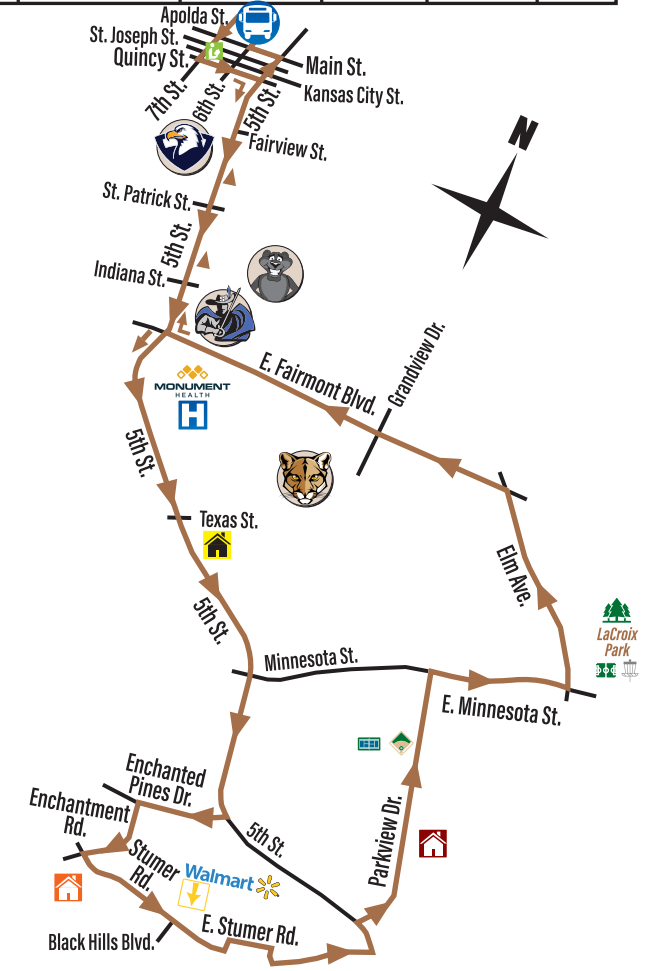 Apolda St.
St. Joseph St.
Quincy St.
Main St.
Kansas City St.
7th St.
6th St.
5th St.
Fairview St.
N
St. Patrick St.
5th St.
Indiana St.
E. Fairmont Blvd.
Grandview Dr.
MONUMENT
HEALTH
H
5th St.
Texas St.
Elm Ave.
5th St.
LaCroix
Park
Minnesota St.
E. Minnesota St.
Enchanted
Pines Dr.
Enchantment
Rd.
5th St.
Parkview Dr.
Stumer
Rd.
Walmart
E. Stumer Rd.
Black Hills Blvd.